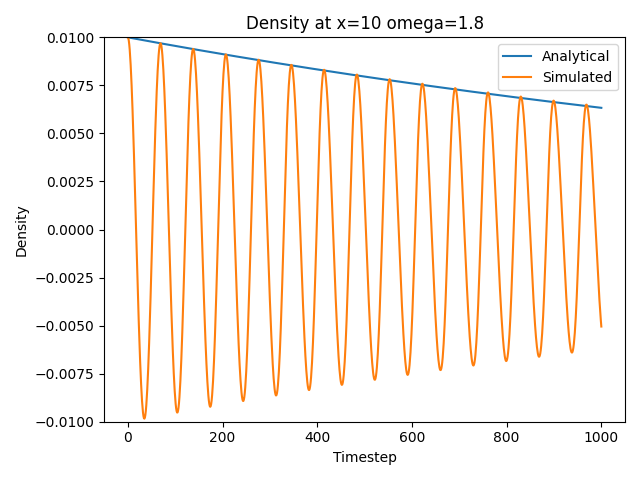 Density at x=10 omega=1.8
Analytical
Simulated
Density
0.0100
0.0075
0.0050
0.0025
0.0000
−0.0025
−0.0050
−0.0075
−0.0100
0 200 400 600 800 1000
Timestep